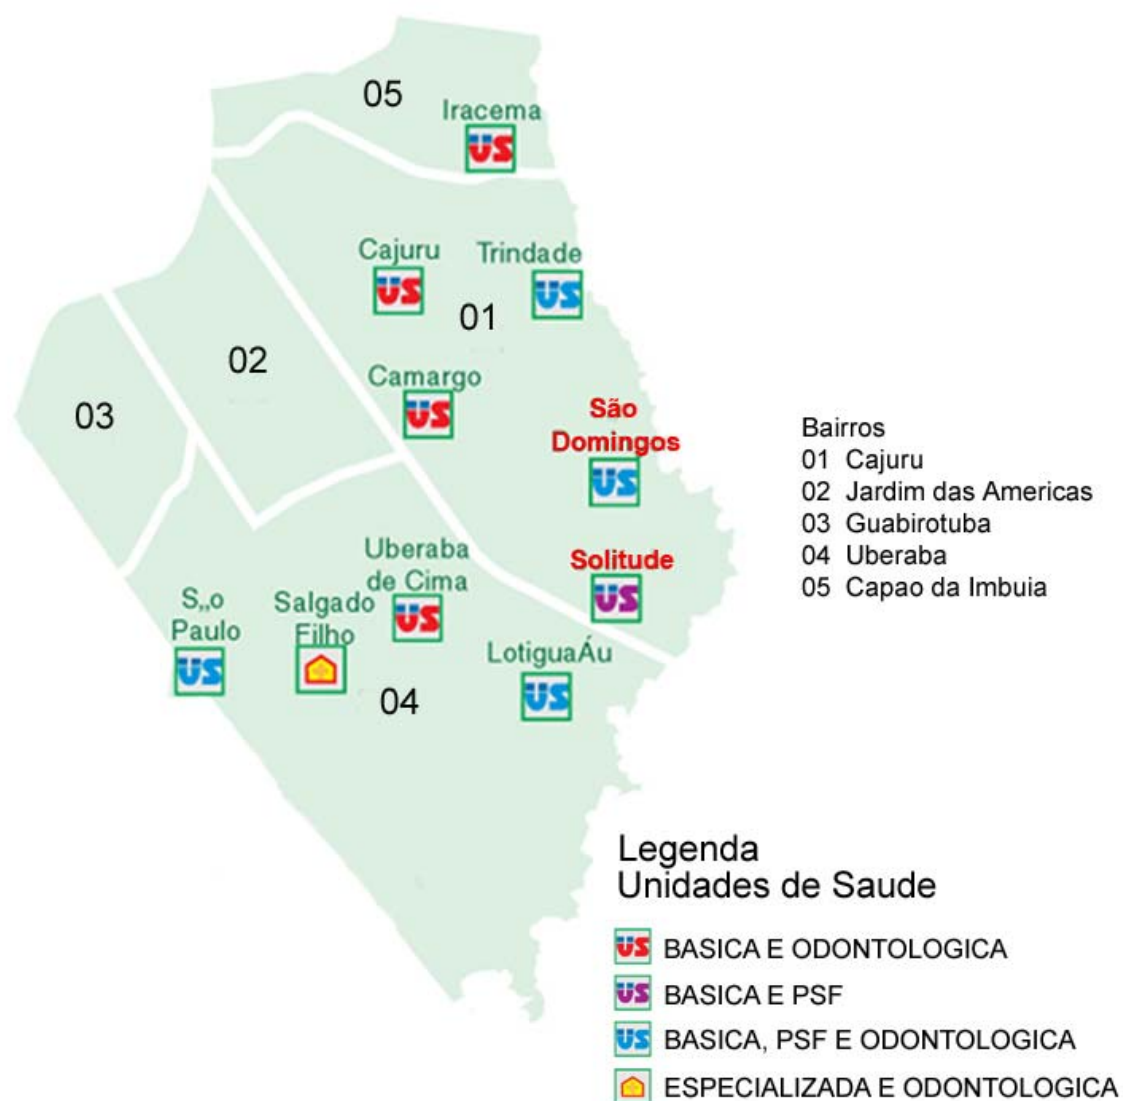 05
Iracema
US
Cajuru
US
Trindade
US
01
02
Camargo
US
03
São
Domingos
US
Solitude
US
Uberaba
de Cima
US
S„o
Paulo
US
Salgado
Filho
LotiguaÁu
US
04
Bairros
01 Cajuru
02 Jardim das Americas
03 Guabirotuba
04 Uberaba
05 Capao da Imbuia
Legenda
Unidades de Saude
US BASICA E ODONTOLOGICA
US BASICA E PSF
US BASICA, PSF E ODONTOLOGICA
ESPECIALIZADA E ODONTOLOGICA